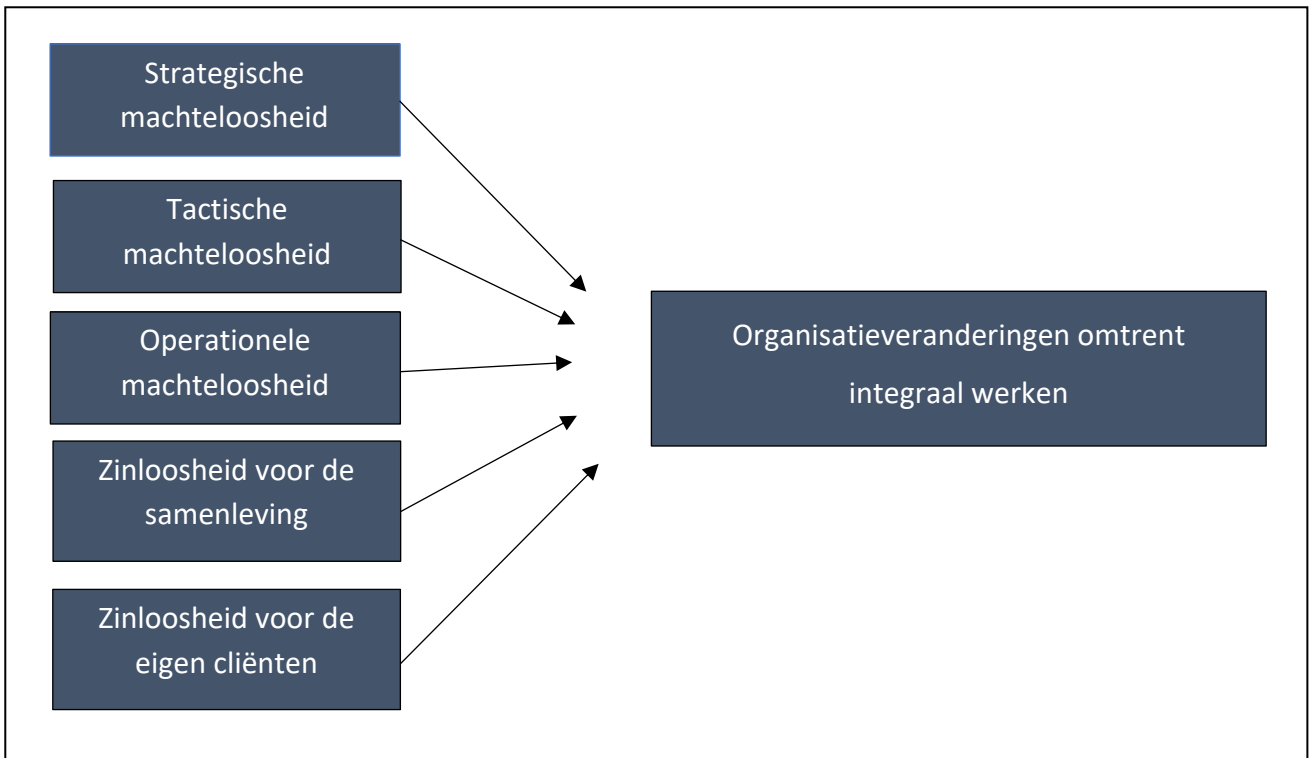 Strategische
machteloosheid
Tactische
machteloosheid
Operationele
machteloosheid
Zinloosheid voor de
samenleving
Zinloosheid voor de
eigen cliënten
Organisatieveranderingen omtrent
integraal werken